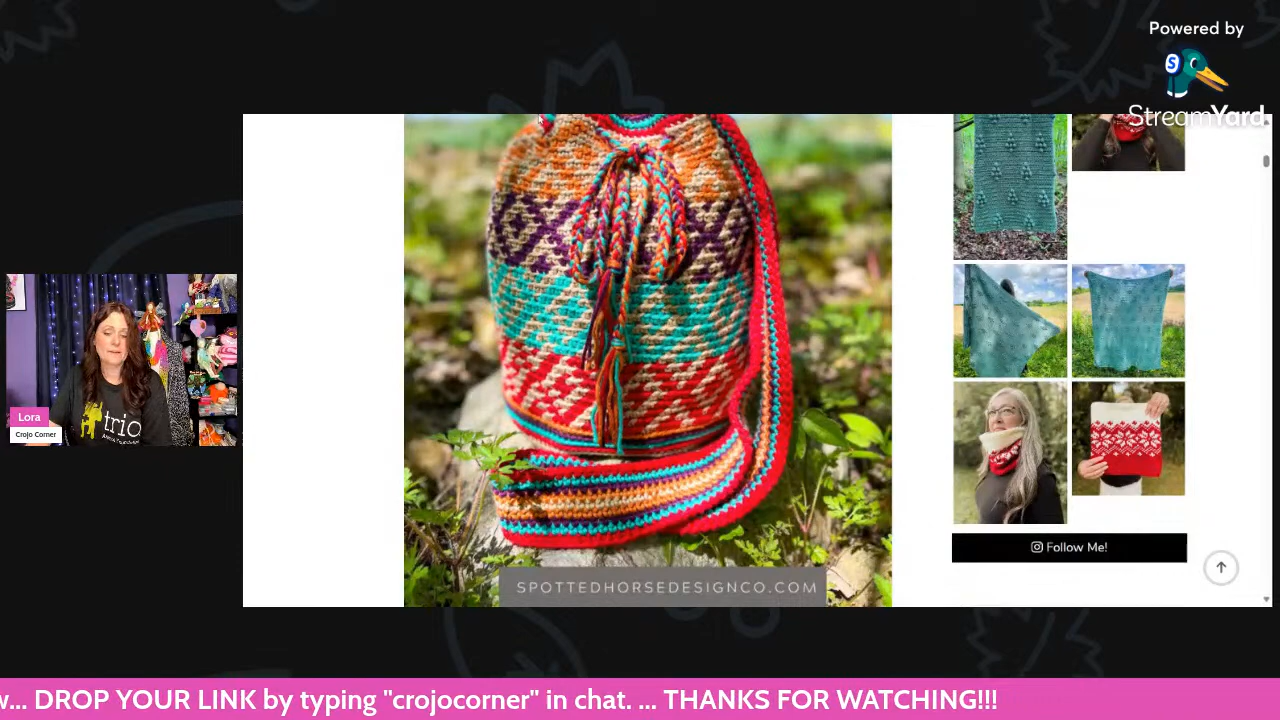 Powered by
StreamYard
trio
Lora
Crojo Corner
SPOTTEDHORSEDESIGNCO.COM
Follow Me!
w... DROP YOUR LINK by typing "crojocorner" in chat. ... THANKS FOR WATCHING!!!